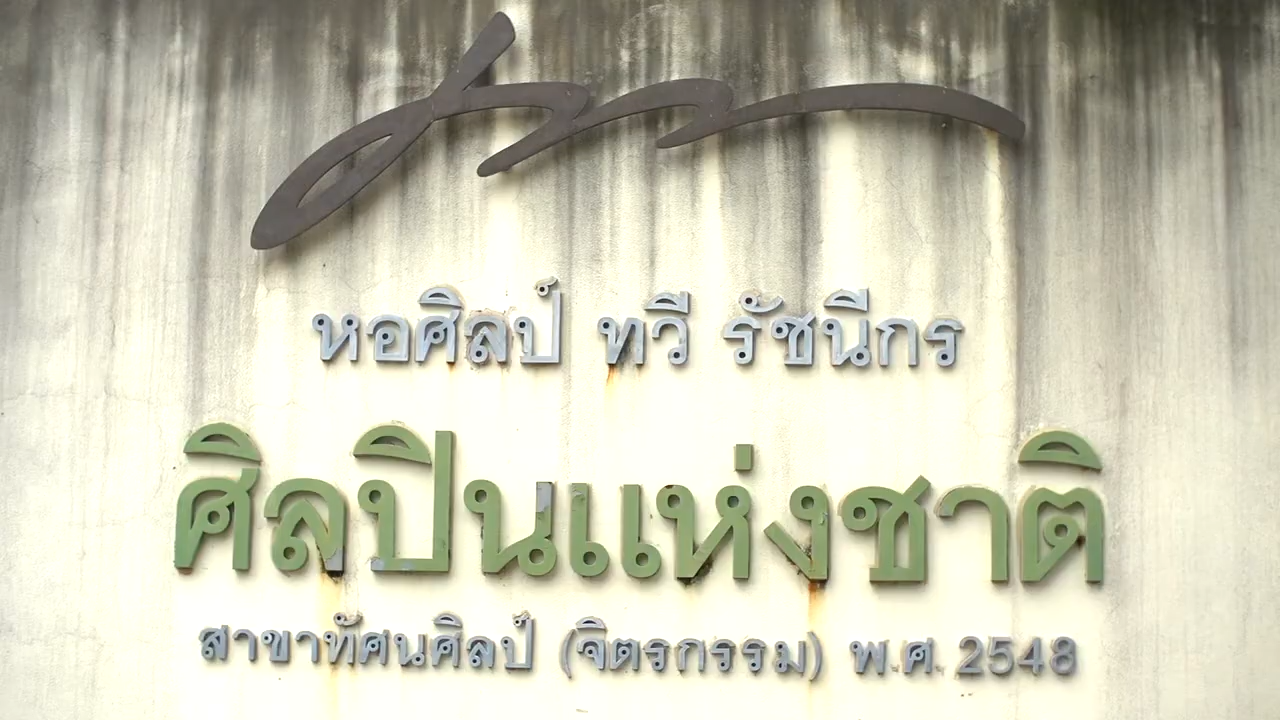 หอศิลป์ ทวี รัชนีกร
ศิลปินแห่งชาติ
สาขาทัศนศิลป์ (จิตรกรรม) พ.ศ. 2548